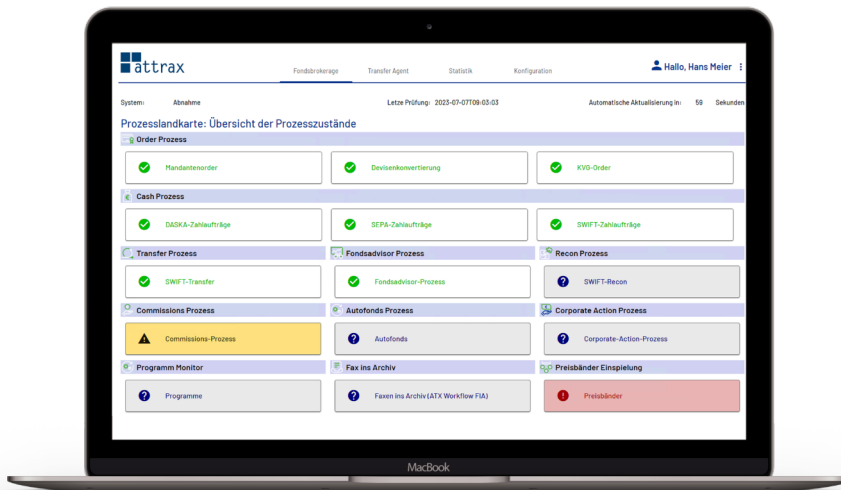 attrax
Fondsbrokerage Transfer Agent Statistik Konfiguration
Hallo, Hans Meier
System: Abnahme Letze Prüfung: 2023-07-07T09:03:03 Automatische Aktualisierung in: 59 Sekunden
Prozesslandkarte: Übersicht der Prozesszustände
Order Prozess
Mandantenorder Devisenkonvertierung KVG-Order
Cash Prozess
DASKA-Zahlaufträge SEPA-Zahlaufträge SWIFT-Zahlaufträge
Transfer Prozess Fondsadvisor Prozess Recon Prozess
SWIFT-Transfer Fondsadvisor-Prozess SWIFT-Recon
Commissions Prozess Autofonds Prozess Corporate Action Prozess
Commissions-Prozess Autofonds Corporate-Action-Prozess
Programm Monitor Fax ins Archiv Preisbänder Einspielung
Programme Faxen ins Archiv (ATX Workflow FIA) Preisbänder
MacBook